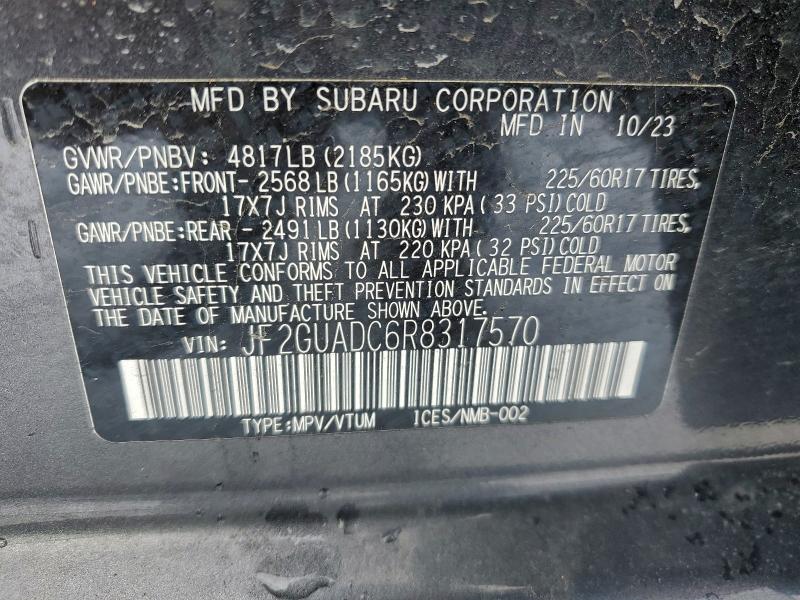 MFD BY SUBARU CORPORATION
MFD IN 10/23
GVWR/PNBV: 4817LB (2185KG)
GAWR/PNBE:FRONT- 2568 LB (1165KG) WITH 225/60R17 TIRES,
17X7J RIMS AT 230 KPA ( 33 PSI) COLD
GAWR/PNBE:REAR - 2491 LB (1130KG) WITH 225/60R17 TIRES,
17X7J RIMS AT 220 KPA ( 32 PSI) COLD
THIS VEHICLE CONFORMS TO ALL APPLICABLE FEDERAL MOTOR
VEHICLE SAFETY AND THEFT PREVENTION STANDARDS IN EFFECT ON
THE DATE OF MANUFACTURE SHOWN ABOVE.
VIN: JF2GUADC6R8317570
TYPE:MPV/VTUM ICES/NMB-002